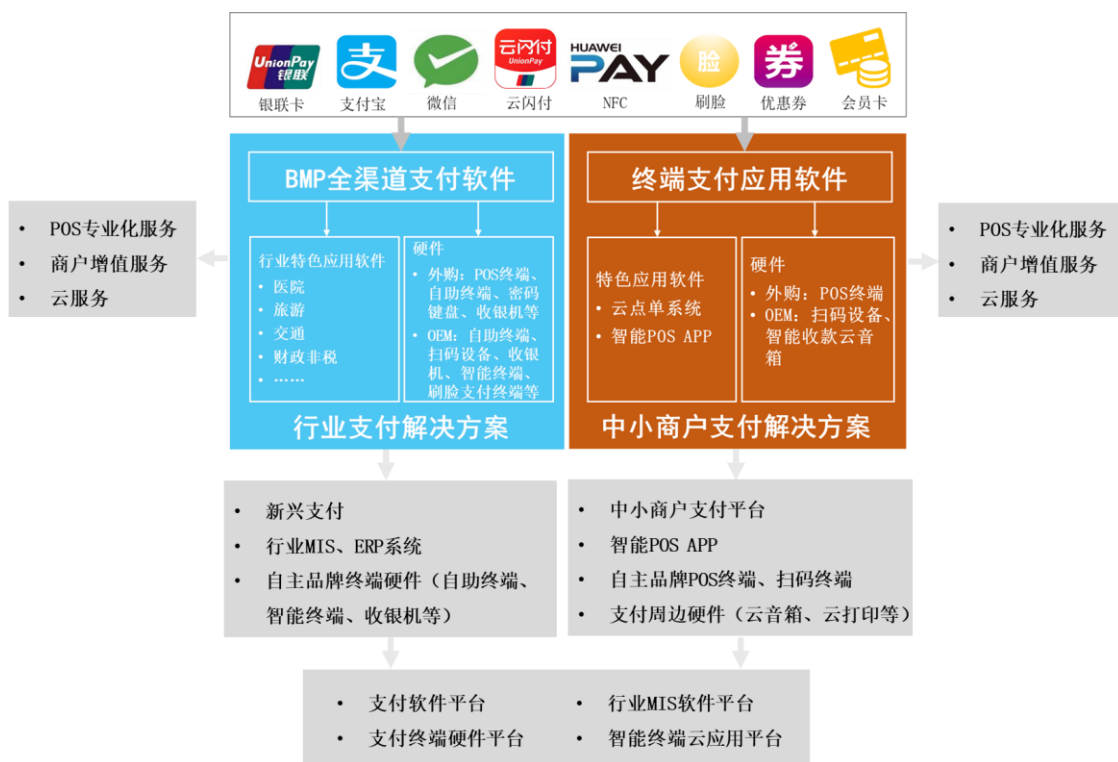 UnionPay
银联
支
云闪付
UnionPay
HUAWEI
PAY
脸
券
银联卡
支付宝
微信
云闪付
NFC
刷脸
优惠券
会员卡
BMP全渠道支付软件
行业特色应用软件
• 医院
• 旅游
• 交通
• 财政非税
• ……
硬件
• 外购：POS终端、
自助终端、密码
键盘、收银机等
• OEM：自助终端、
扫码设备、收银
机、智能终端、
刷脸支付终端等
行业支付解决方案
终端支付应用软件
特色应用软件
• 云点单系统
• 智能POS APP
硬件
• 外购：POS终端
• OEM：扫码设备、
智能收款云音
箱
中小商户支付解决方案
• POS专业化服务
• 商户增值服务
• 云服务
• POS专业化服务
• 商户增值服务
• 云服务
• 新兴支付
• 行业MIS、ERP系统
• 自主品牌终端硬件（自助终端、
智能终端、收银机等）
• 中小商户支付平台
• 智能POS APP
• 自主品牌POS终端、扫码终端
• 支付周边硬件（云音箱、云打印等）
• 支付软件平台
• 支付终端硬件平台
• 行业MIS软件平台
• 智能终端云应用平台